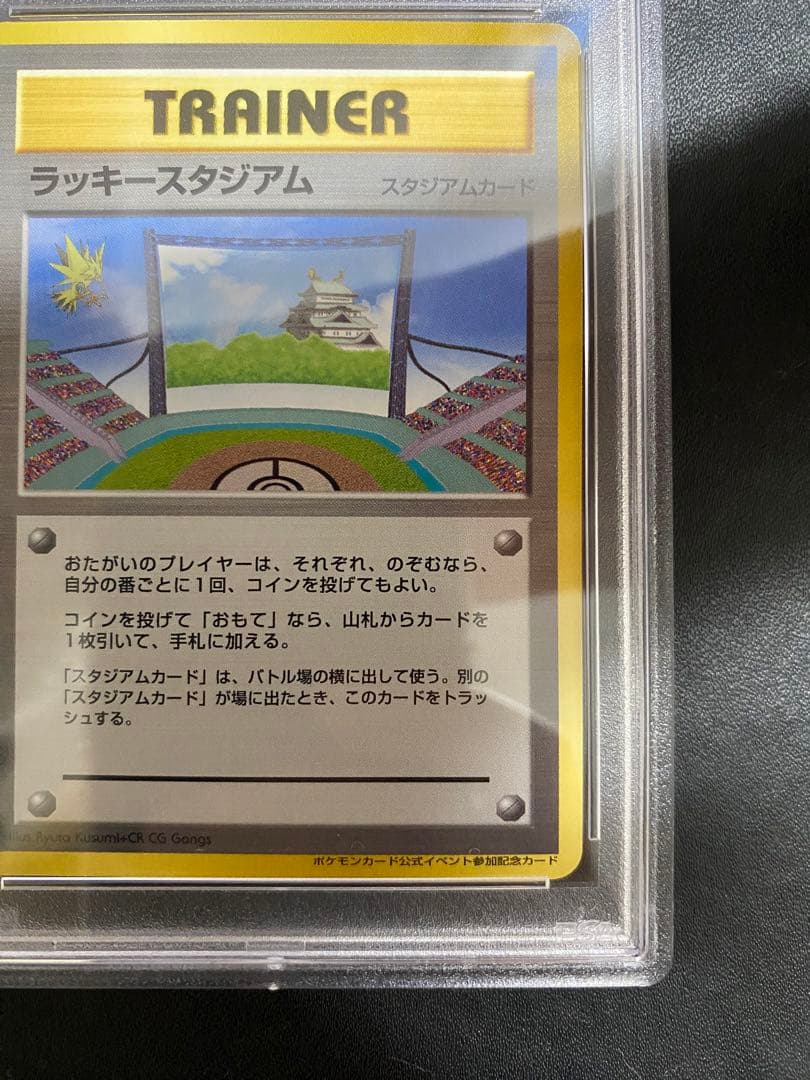 TRAINER
ラッキースタジアム
スタジアムカード
おたがいのプレイヤーは、それぞれ、のぞむなら、
自分の番ごとに1回、コインを投げてもよい。
コインを投げて「おもて」なら、山札からカードを
1枚引いて、手札に加える。
「スタジアムカード」は、バトル場の横に出して使う。別の
「スタジアムカード」が場に出たとき、このカードをトラッ
シュする。
Illus.Ryuta Kusumi+CR CG Gangs
ポケモンカード公式イベント参加記念カード